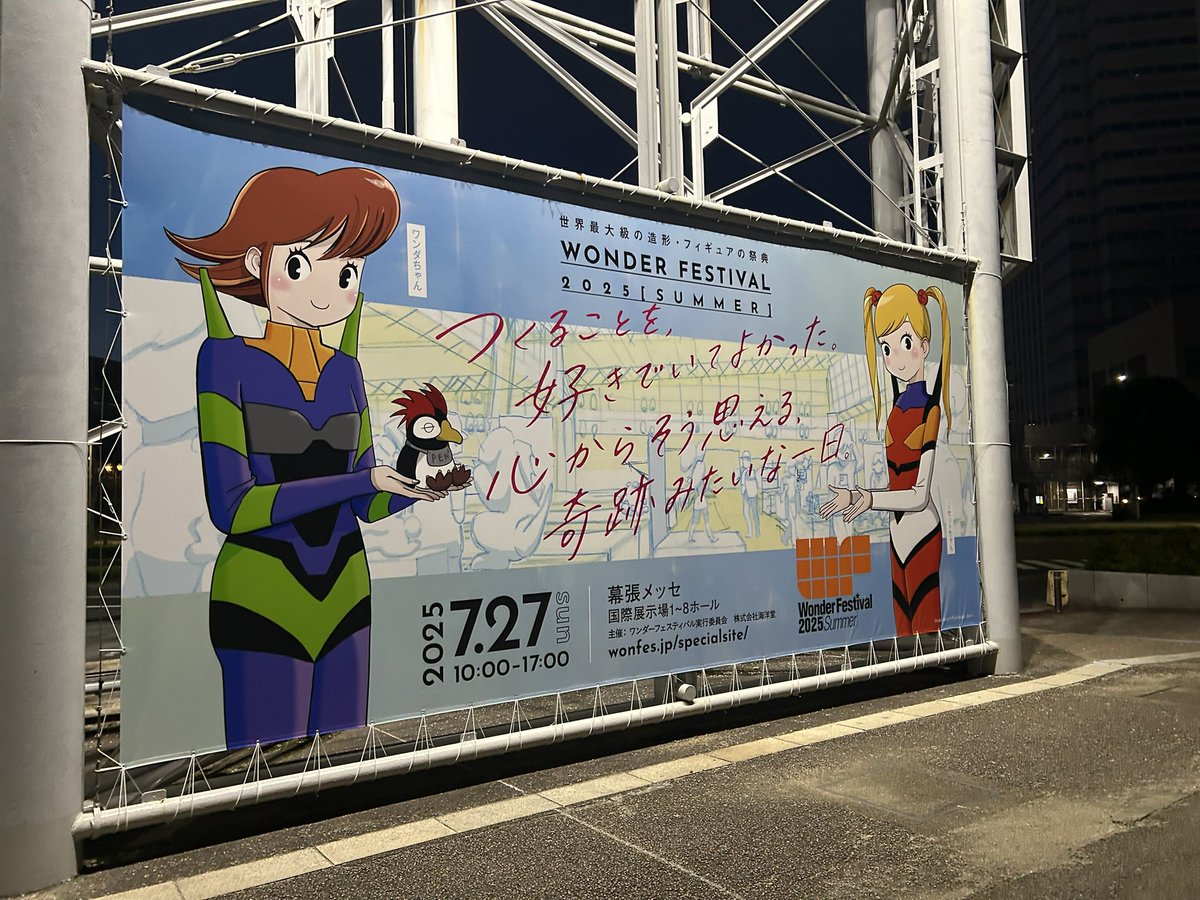 ワンダちゃん
世界最大級の造形・フィギュアの祭典
WONDER FESTIVAL
2025[SUMMER]
つくることを、
好きでいてよかった。
心からそう思える、
奇跡みたいな一日。
PEN
2025
7.27
sun
10:00-17:00
幕張メッセ
国際展示場1~8ホール
主催：ワンダーフェスティバル実行委員会 株式会社海洋堂
wonfes.jp/specialsite/
Wonder Festival
2025 Summer